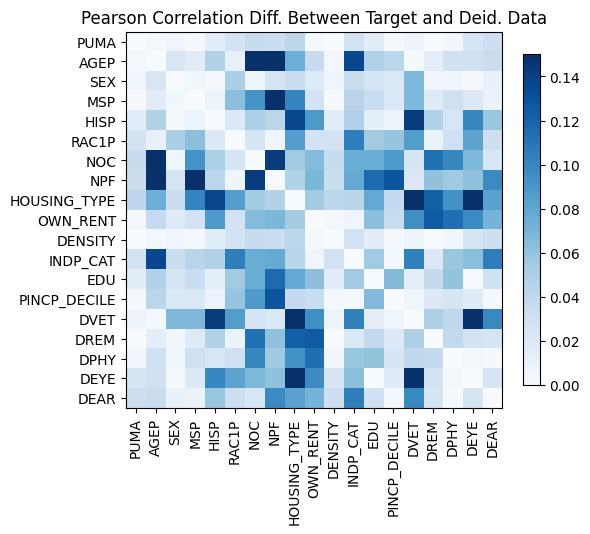 Pearson Correlation Diff. Between Target and Deid. Data
PUMA
AGEP
SEX
MSP
HISP
RAC1P
NOC
NPF
HOUSING_TYPE
OWN_RENT
DENSITY
INDP_CAT
EDU
PINCP_DECILE
DVET
DREM
DPHY
DEYE
DEAR
PUMA
AGEP
SEX
MSP
HISP
RAC1P
NOC
NPF
HOUSING_TYPE
OWN_RENT
DENSITY
INDP_CAT
EDU
PINCP_DECILE
DVET
DREM
DPHY
DEYE
DEAR
0.14
0.12
0.10
0.08
0.06
0.04
0.02
0.00